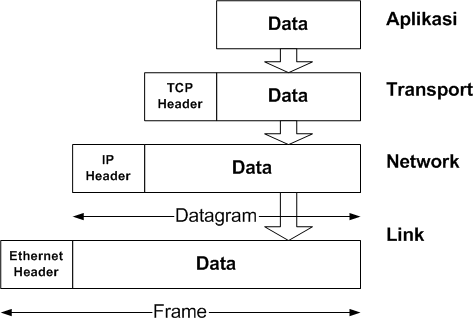 Data
Aplikasi
TCP
Header
Data
Transport
IP
Header
Data
Network
Datagram
Link
Ethernet
Header
Data
Frame